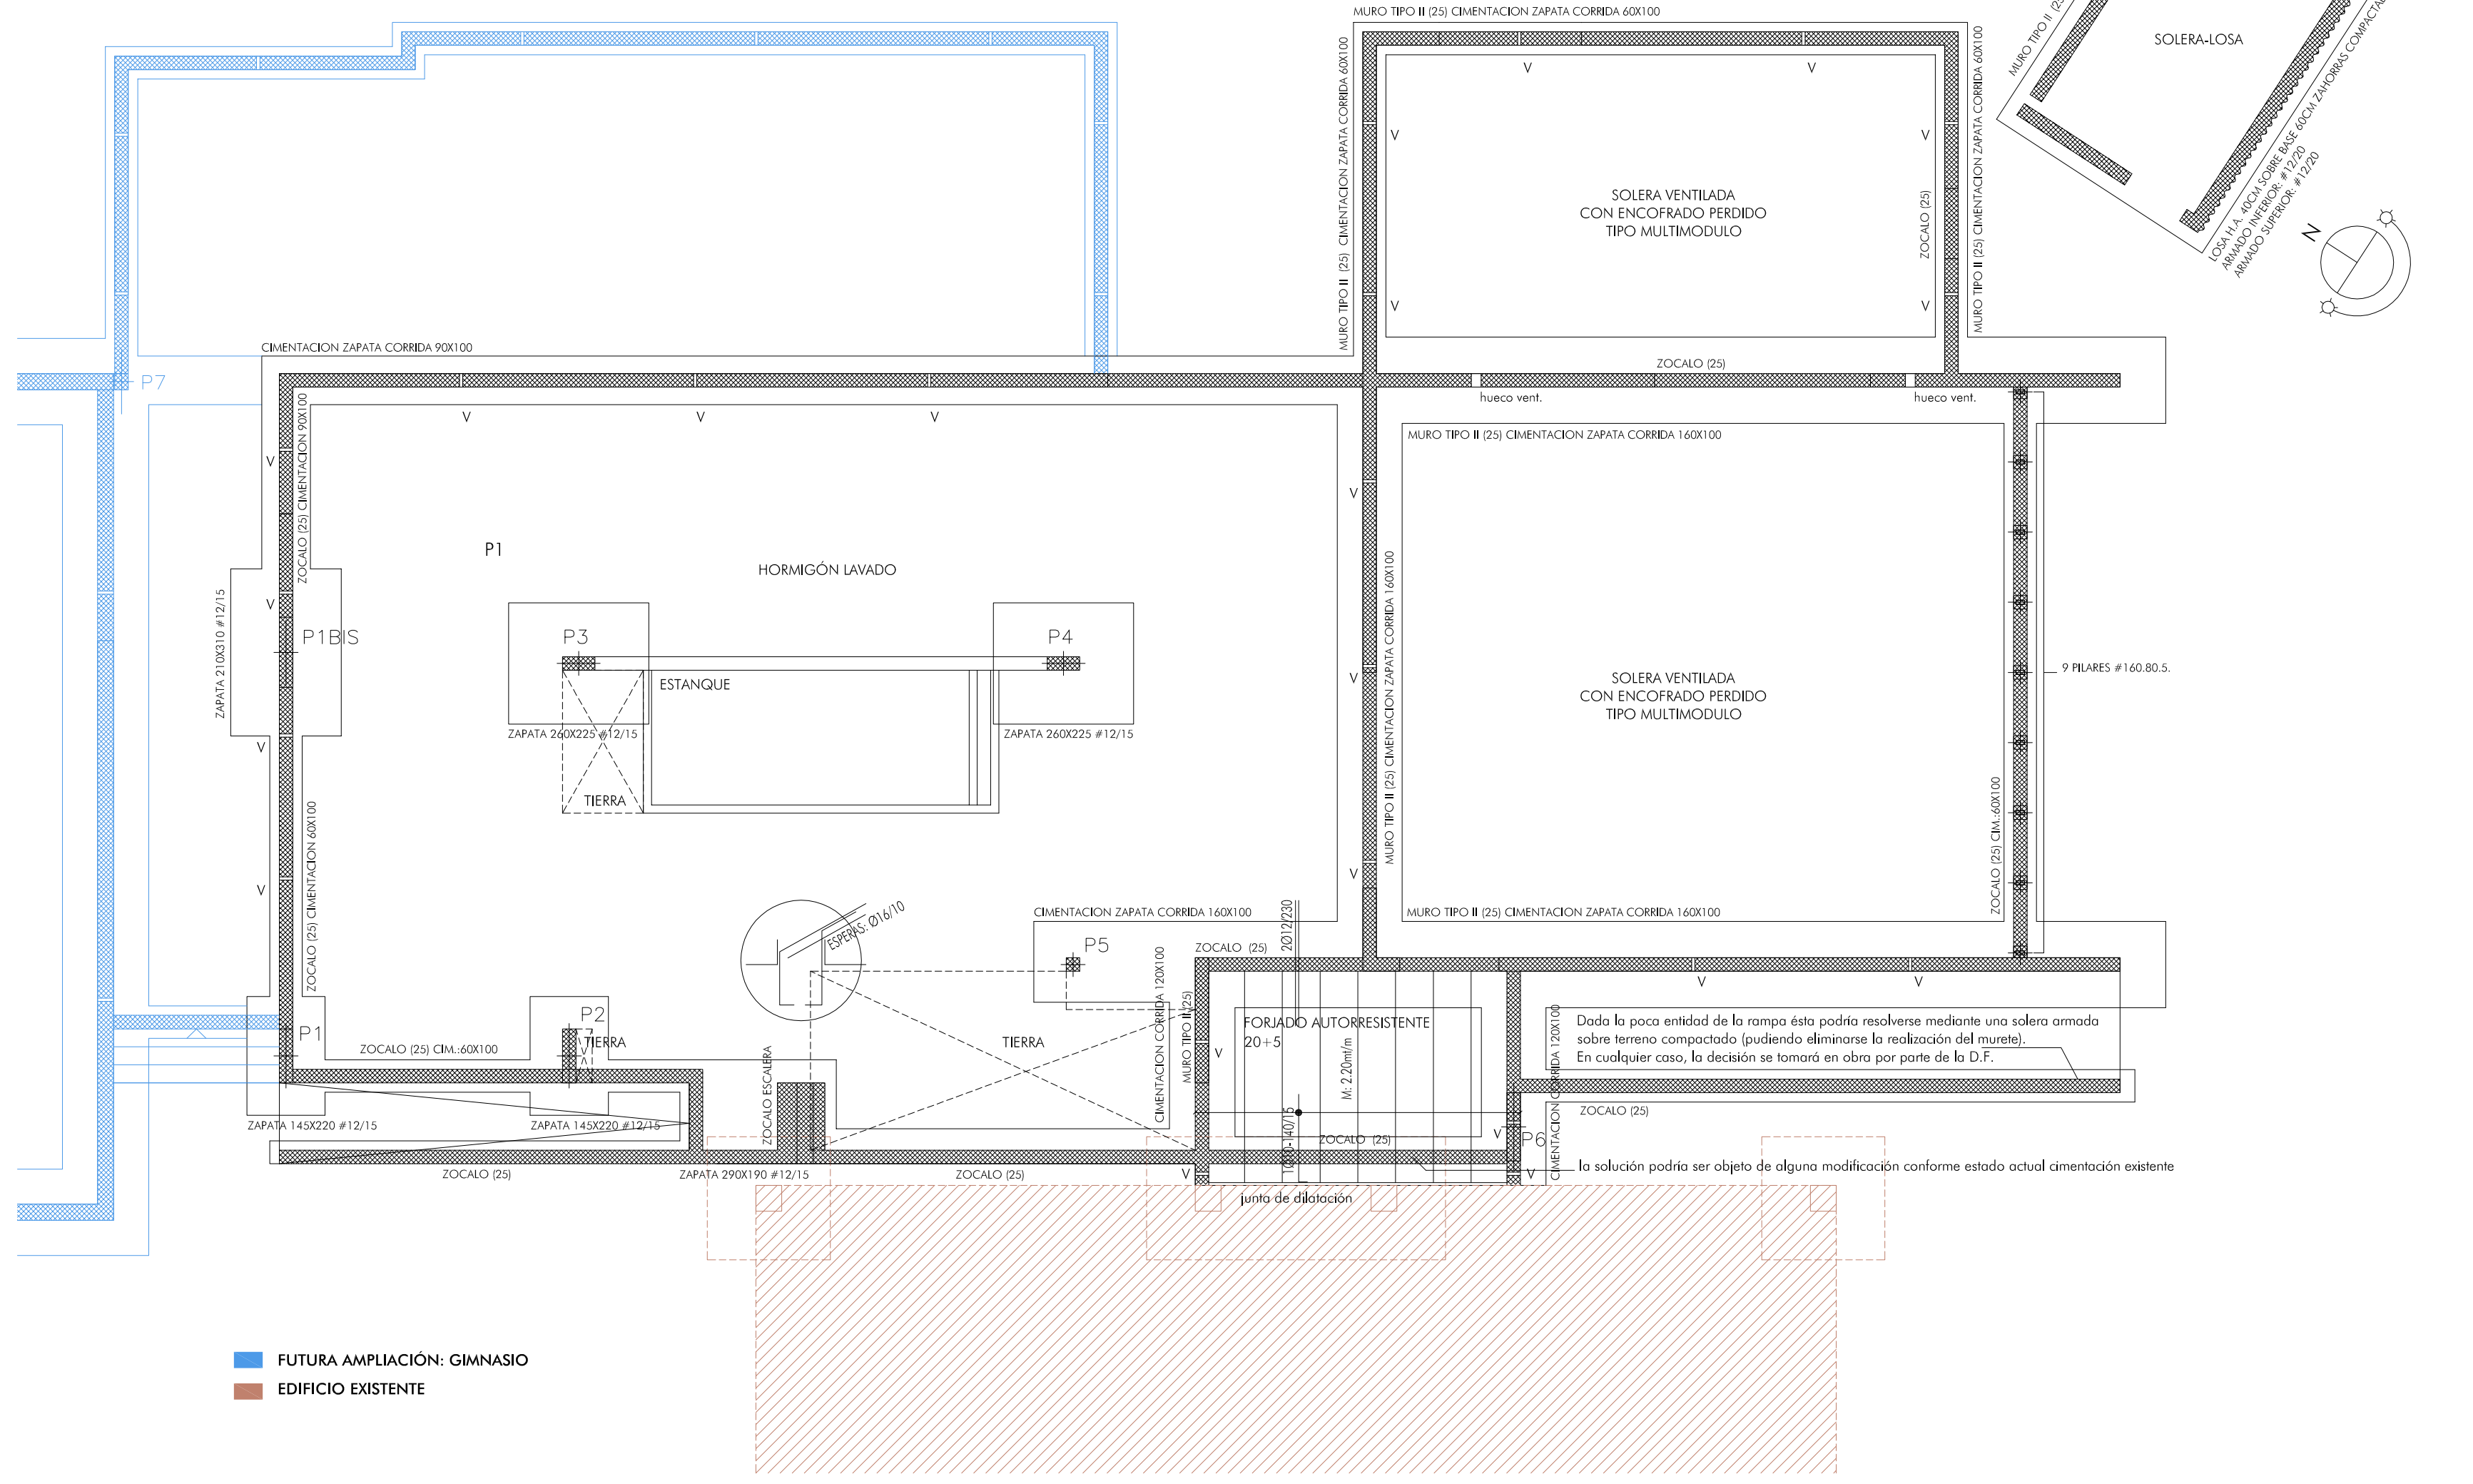 MURO TIPO II (25) CIMENTACION ZAPATA CORRIDA 60X100
MURO TIPO II (25
SOLERA-LOSA
LOSA H.A. 40CM SOBRE BASE 60CM ZAHORRAS COMPACTA
ARMADO INFERIOR: #12/20
ARMADO SUPERIOR: #12/20
N
MURO TIPO II (25) CIMENTACION ZAPATA CORRIDA 60X100
MURO TIPO II (25) CIMENTACION ZAPATA CORRIDA 60X100
V
V
V
V
V
V
SOLERA VENTILADA
CON ENCOFRADO PERDIDO
TIPO MULTIMODULO
ZOCALO (25)
CIMENTACION ZAPATA CORRIDA 90X100
P7
ZOCALO (25)
hueco vent.
hueco vent.
V
V
V
ZOCALO (25) CIMENTACION 90X100
MURO TIPO II (25) CIMENTACION ZAPATA CORRIDA 160X100
V
V
P1
HORMIGÓN LAVADO
V
ZAPATA 210X310 #12/15
P1BIS
P3
P4
MURO TIPO II (25) CIMENTACION ZAPATA CORRIDA 160X100
9 PILARES #160.80.5.
ESTANQUE
V
SOLERA VENTILADA
CON ENCOFRADO PERDIDO
TIPO MULTIMODULO
ZAPATA 260X225 #12/15
ZAPATA 260X225 #12/15
V
TIERRA
ZOCALO (25) CIMENTACION 60X100
ZOCALO (25) CIM.:60X100
V
V
ESPERAS: Ø16/10
CIMENTACION ZAPATA CORRIDA 160X100
MURO TIPO II (25) CIMENTACION ZAPATA CORRIDA 160X100
P5
ZOCALO (25)
2Ø12/230
V
V
CIMENTACION CORRIDA 120X100
MURO TIPO II (25)
P1
P2
TIERRA
ZOCALO (25) CIM.:60X100
TIERRA
ZOCALO ESCALERA
V
FORJADO AUTORRESISTENTE
20+5
M: 2.20mt/m
CIMENTACION CORRIDA 120X100
Dada la poca entidad de la rampa ésta podría resolverse mediante una solera armada
sobre terreno compactado (pudiendo eliminarse la realización del murete).
En cualquier caso, la decisión se tomará en obra por parte de la D.F.
ZAPATA 145X220 #12/15
ZAPATA 145X220 #12/15
1Ø10-140/15
ZOCALO (25)
V
P6
ZOCALO (25)
ZOCALO (25)
ZAPATA 290X190 #12/15
ZOCALO (25)
V
V
la solución podría ser objeto de alguna modificación conforme estado actual cimentación existente
junta de dilatación
FUTURA AMPLIACIÓN: GIMNASIO
EDIFICIO EXISTENTE